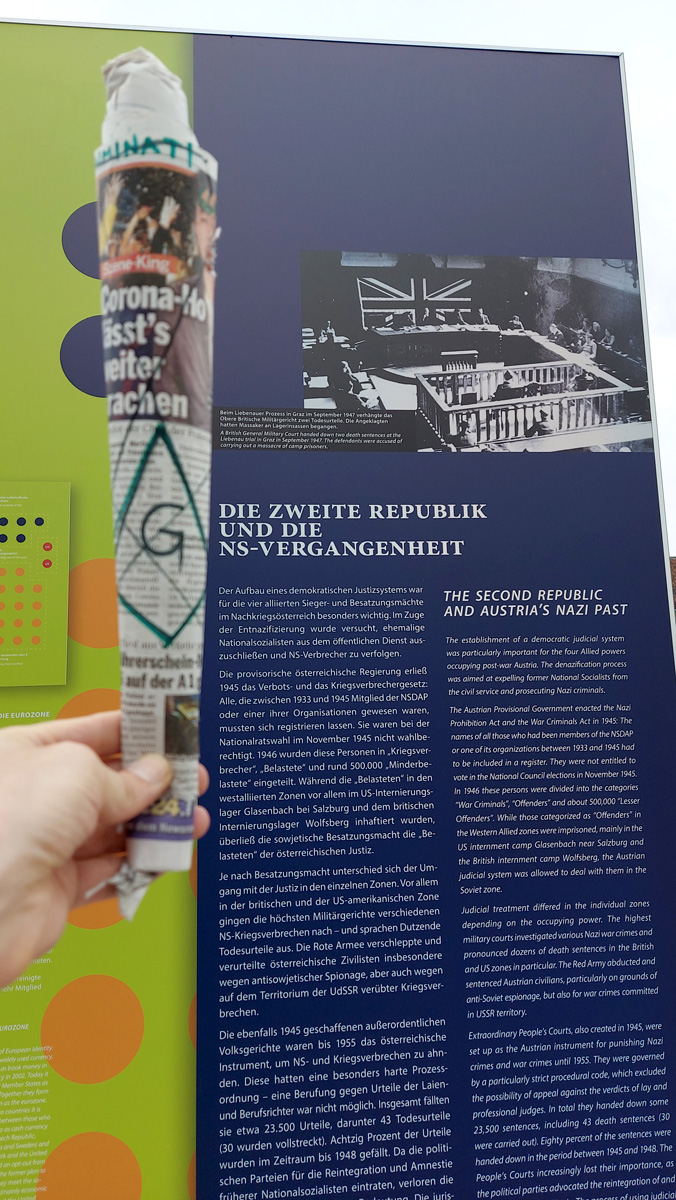 MINATI
Scene-King
Corona-Ho
ässt's
weiter
rachen
G
auf der A1
24.7
DIE EUROZONE
Mitglied
EUROZONE
of European identity.
Beim Liebenauer Prozess in Graz im September 1947 verhängte das
Obere Britische Militärgericht zwei Todesurteile. Die Angeklagten
hatten Massaker an Lagerinsassen begangen.
A British General Military Court handed down two death sentences at the
Liebenau trial in Graz in September 1947. The defendants were accused of
carrying out a massacre of camp prisoners.
DIE ZWEITE REPUBLIK
UND DIE
NS-VERGANGENHEIT
Der Aufbau eines demokratischen Justizsystems war
für die vier alliierten Sieger- und Besatzungsmächte
im Nachkriegsösterreich besonders wichtig. Im Zuge
der Entnazifizierung wurde versucht, ehemalige
Nationalsozialisten aus dem öffentlichen Dienst aus-
zuschließen und NS-Verbrecher zu verfolgen.
Die provisorische österreichische Regierung erließ
1945 das Verbots- und das Kriegsverbrechergesetz:
Alle, die zwischen 1933 und 1945 Mitglied der NSDAP
oder einer ihrer Organisationen gewesen waren,
mussten sich registrieren lassen. Sie waren bei der
Nationalratswahl im November 1945 nicht wahlbe-
rechtigt. 1946 wurden diese Personen in „Kriegsver-
brecher", „Belastete" und rund 500.000 „Minderbe-
lastete" eingeteilt. Während die „Belasteten" in den
westalliierten Zonen vor allem im US-Internierungs-
lager Glasenbach bei Salzburg und dem britischen
Internierungslager Wolfsberg inhaftiert wurden,
überließ die sowjetische Besatzungsmacht die „Be-
lasteten" der österreichischen Justiz.
Je nach Besatzungsmacht unterschied sich der Um-
gang mit der Justiz in den einzelnen Zonen. Vor allem
in der britischen und der US-amerikanischen Zone
gingen die höchsten Militärgerichte verschiedenen
NS-Kriegsverbrechen nach – und sprachen Dutzende
Todesurteile aus. Die Rote Armee verschleppte und
verurteilte österreichische Zivilisten insbesondere
wegen antisowjetischer Spionage, aber auch wegen
auf dem Territorium der UdSSR verübter Kriegsver-
brechen.
Die ebenfalls 1945 geschaffenen außerordentlichen
Volksgerichte waren bis 1955 das österreichische
Instrument, um NS- und Kriegsverbrechen zu ahn-
den. Diese hatten eine besonders harte Prozess-
ordnung – eine Berufung gegen Urteile der Laien-
und Berufsrichter war nicht möglich. Insgesamt fällten
sie etwa 23.500 Urteile, darunter 43 Todesurteile
(30 wurden vollstreckt). Achtzig Prozent der Urteile
wurden im Zeitraum bis 1948 gefällt. Da die politi-
schen Parteien für die Reintegration und Amnestie
früherer Nationalsozialisten eintraten, verloren die
THE SECOND REPUBLIC
AND AUSTRIA'S NAZI PAST
The establishment of a democratic judicial system
was particularly important for the four Allied powers
occupying post-war Austria. The denazification process
was aimed at expelling former National Socialists from
the civil service and prosecuting Nazi criminals.
The Austrian Provisional Government enacted the Nazi
Prohibition Act and the War Criminals Act in 1945: The
names of all those who had been members of the NSDAP
or one of its organizations between 1933 and 1945 had
to be included in a register. They were not entitled to
vote in the National Council elections in November 1945.
In 1946 these persons were divided into the categories
"War Criminals", "Offenders" and about 500,000 "Lesser
Offenders". While those categorized as "Offenders" in
the Western Allied zones were imprisoned, mainly in the
US internment camp Glasenbach near Salzburg and
the British internment camp Wolfsberg, the Austrian
judicial system was allowed to deal with them in the
Soviet zone.
Judicial treatment differed in the individual zones
depending on the occupying power. The highest
military courts investigated various Nazi war crimes and
pronounced dozens of death sentences in the British
and US zones in particular. The Red Army abducted and
sentenced Austrian civilians, particularly on grounds of
anti-Soviet espionage, but also for war crimes committed
in USSR territory.
Extraordinary People's Courts, also created in 1945, were
set up as the Austrian instrument for punishing Nazi
crimes and war crimes until 1955. They were governed
by a particularly strict procedural code, which excluded
the possibility of appeal against the verdicts of lay and
professional judges. In total they handed down some
23,500 sentences, including 43 death sentences (30
were carried out). Eighty percent of the sentences were
handed down in the period between 1945 and 1948. The
People's Courts increasingly lost their importance, as
the political parties advocated the reintegration of and